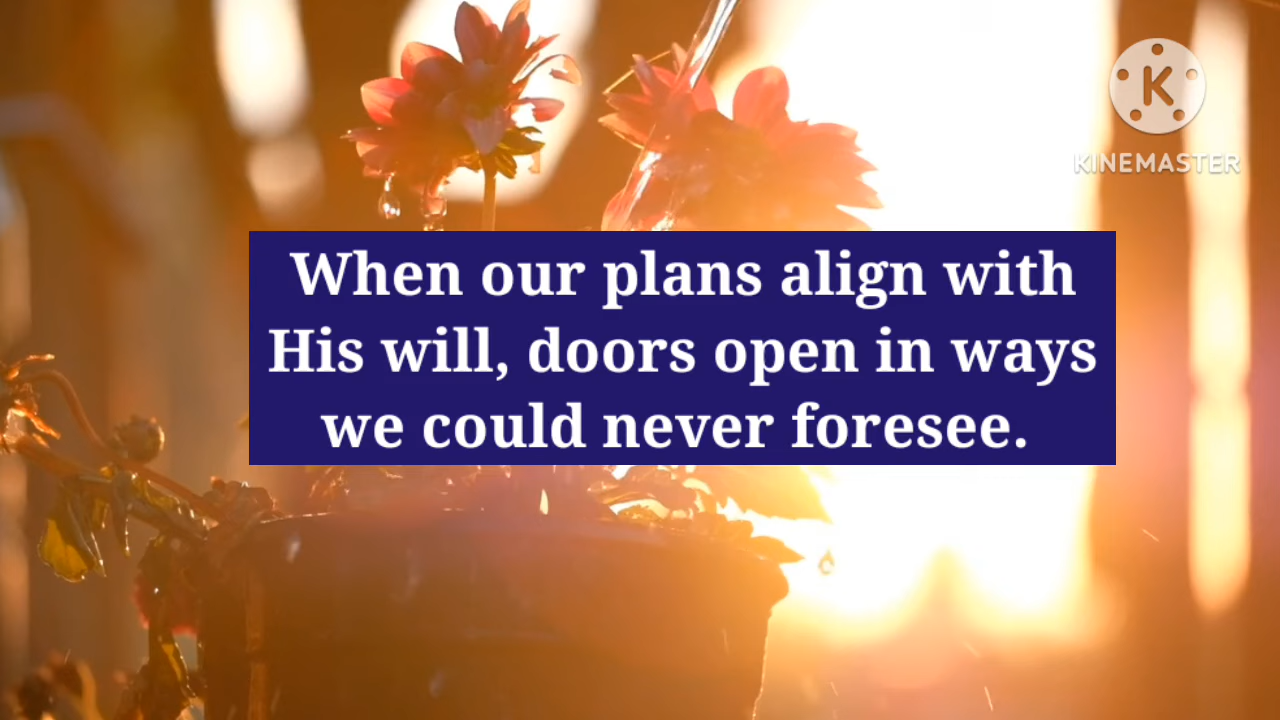 K
KINEMASTER
When our plans align with
His will, doors open in ways
we could never foresee.